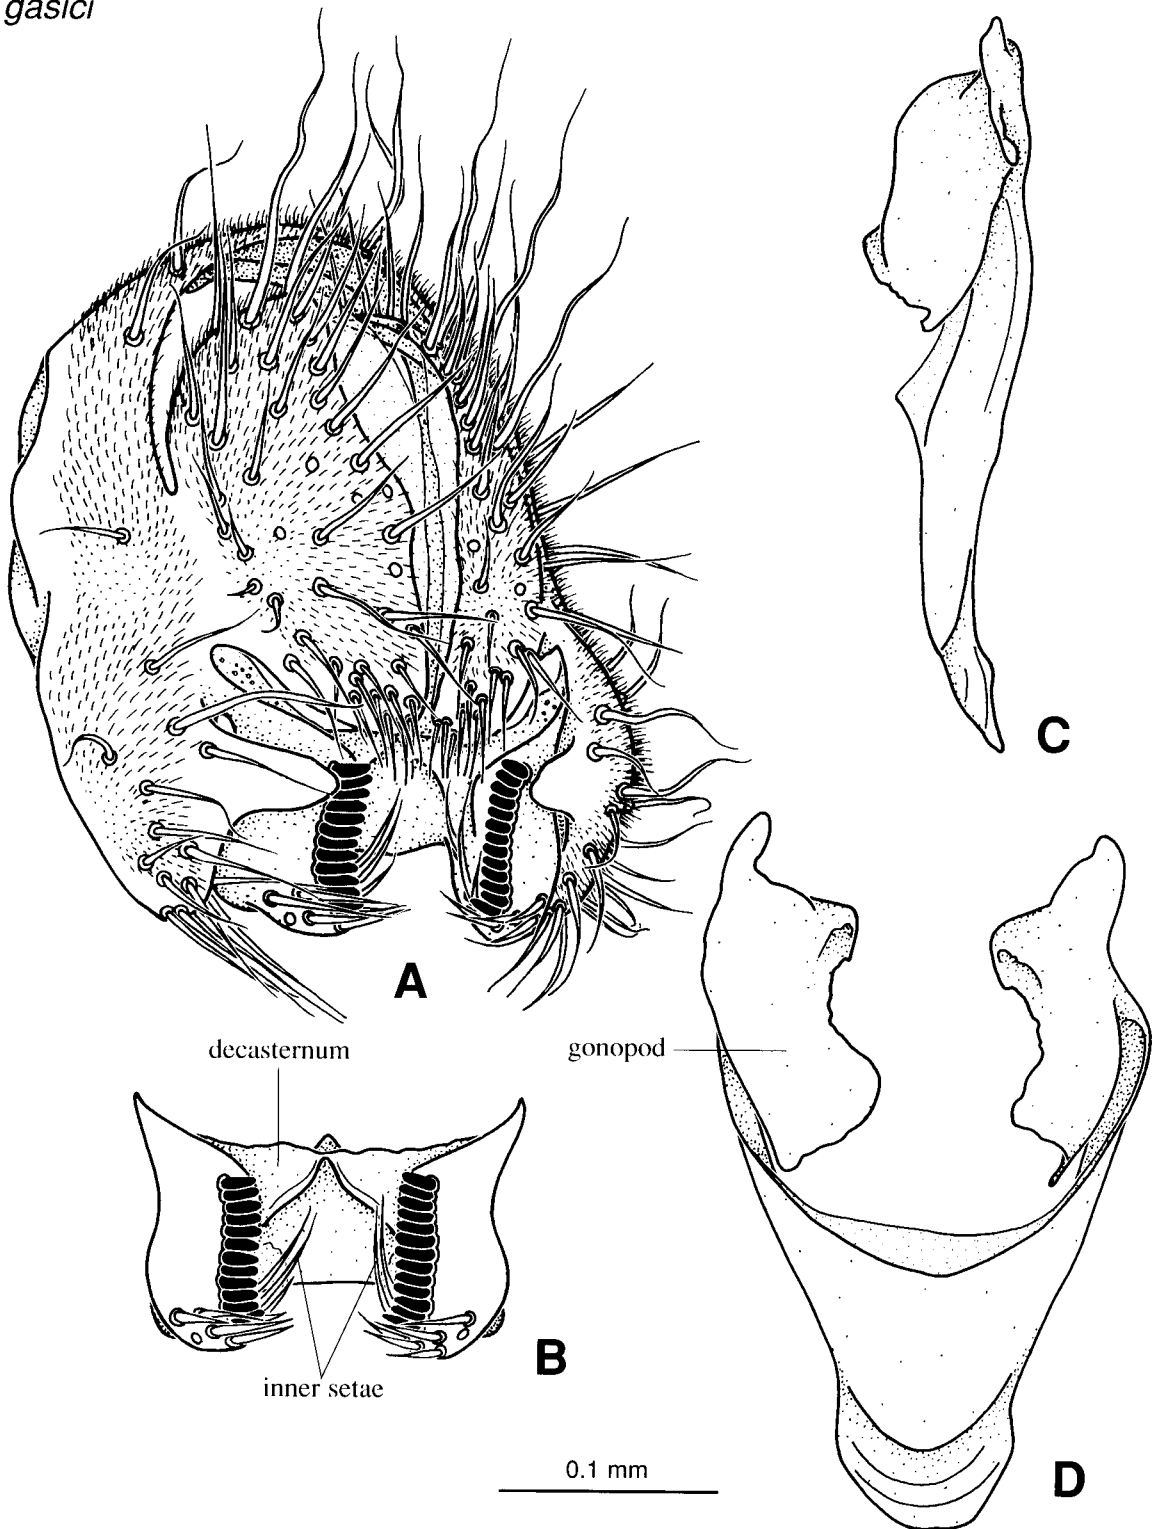 gasici
C
A
decasternum
gonopod
B
inner setae
0.1 mm
D